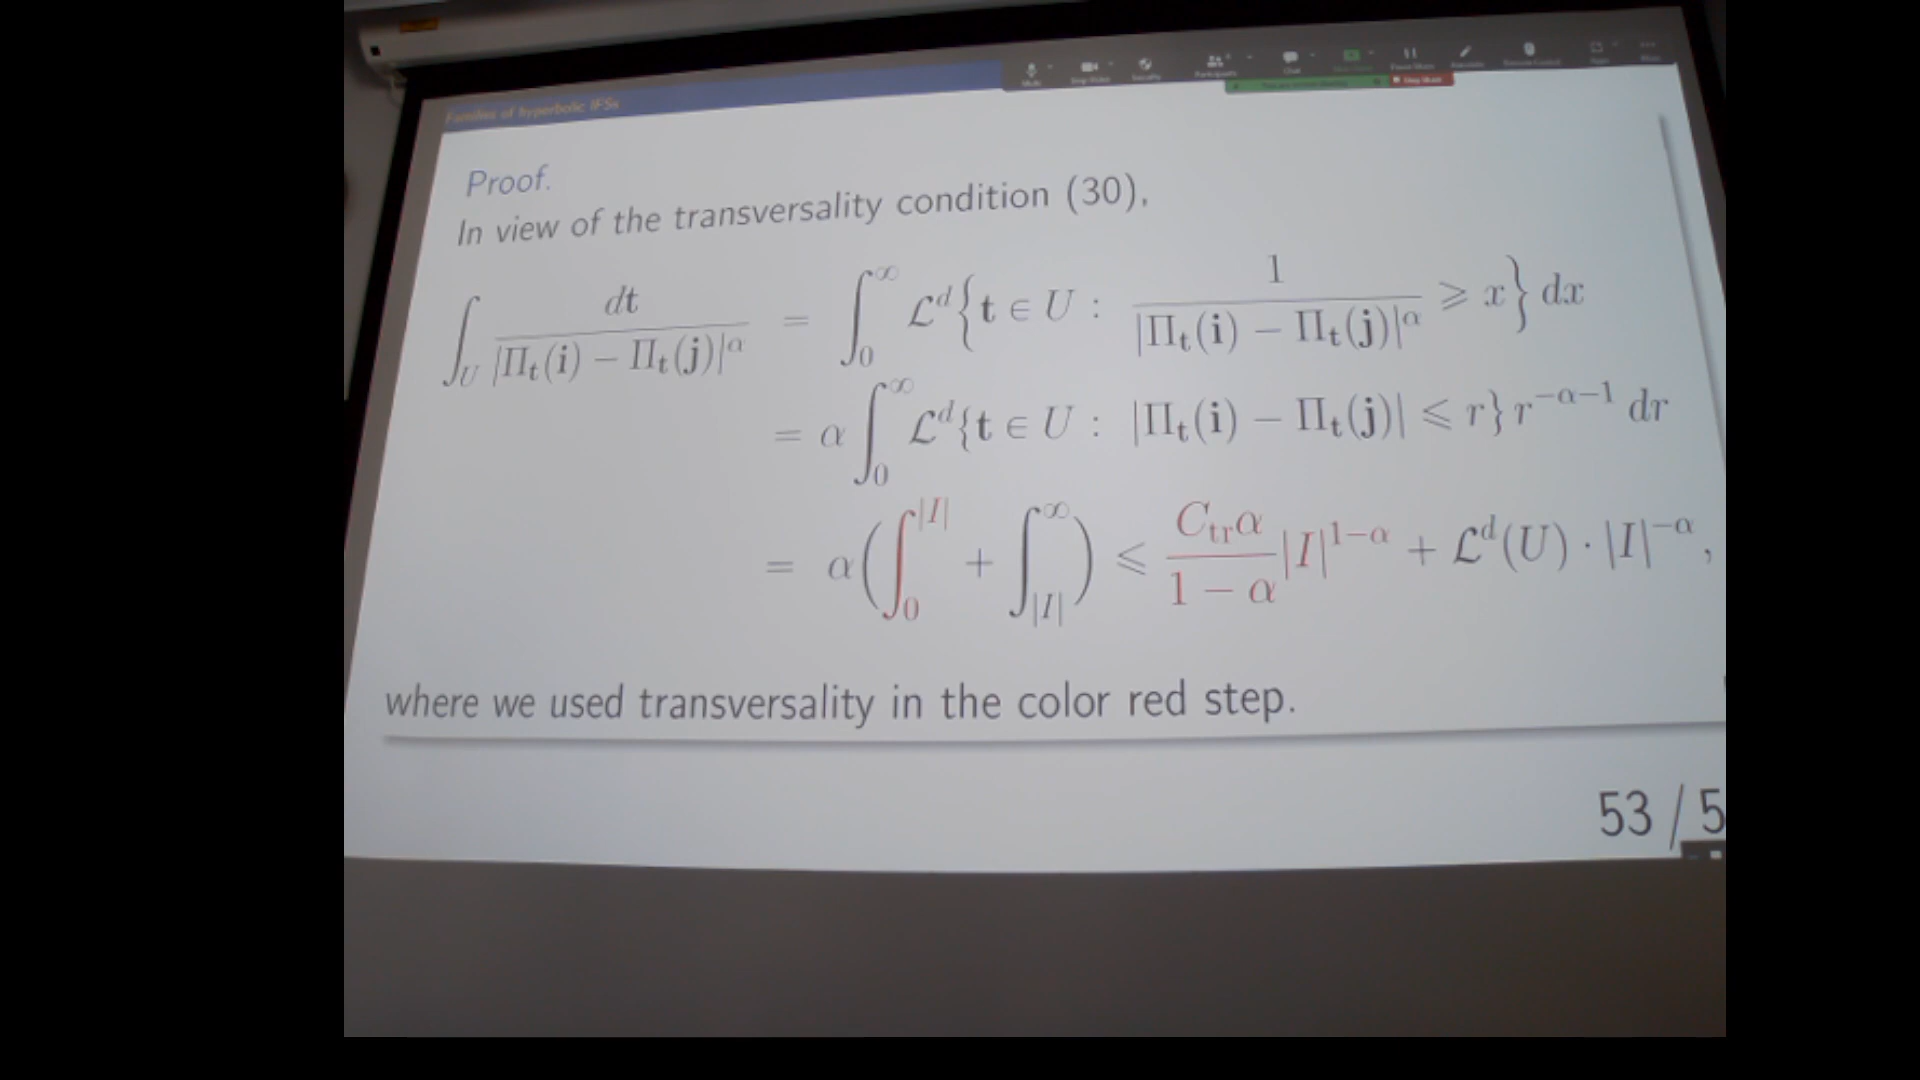 Families of hyperbolic IFSs
Proof.
In view of the transversality condition (30),
∫_U dt / |Π_t(i) − Π_t(j)|^α = ∫_0^∞ ℒ^d{t ∈ U : 1 / |Π_t(i) − Π_t(j)|^α ⩾ x} dx
= α ∫_0^∞ ℒ^d{t ∈ U : |Π_t(i) − Π_t(j)| ⩽ r} r^{−α−1} dr
= α(∫_0^{|I|} + ∫_{|I|}^∞) ⩽ C_tr α / (1 − α) |I|^{1−α} + ℒ^d(U) · |I|^{−α},
where we used transversality in the color red step.
53 / 5